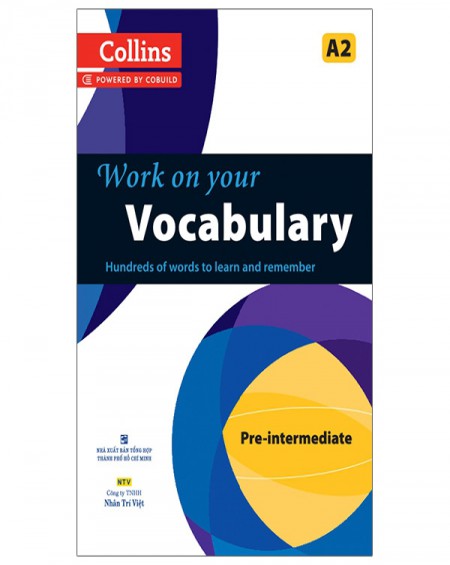 Collins
POWERED BY COBUILD
A2
Work on your
Vocabulary
Hundreds of words to learn and remember
Pre-intermediate
NHÀ XUẤT BẢN TỔNG HỢP
THÀNH PHỐ HỒ CHÍ MINH
NTV
Công ty TNHH
Nhân Trí Việt